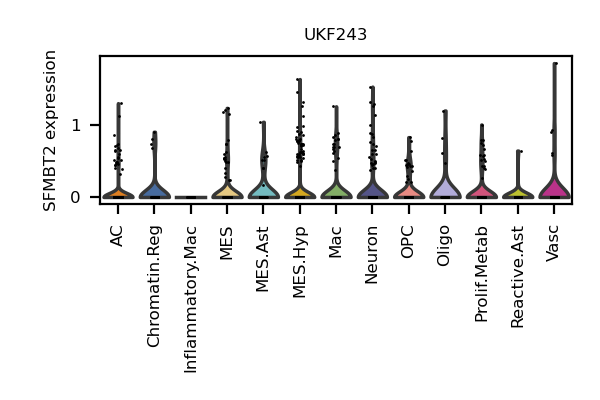 UKF243
SFMBT2 expression
1
0
AC
Chromatin.Reg
Inflammatory.Mac
MES
MES.Ast
MES.Hyp
Mac
Neuron
OPC
Oligo
Prolif.Metab
Reactive.Ast
Vasc